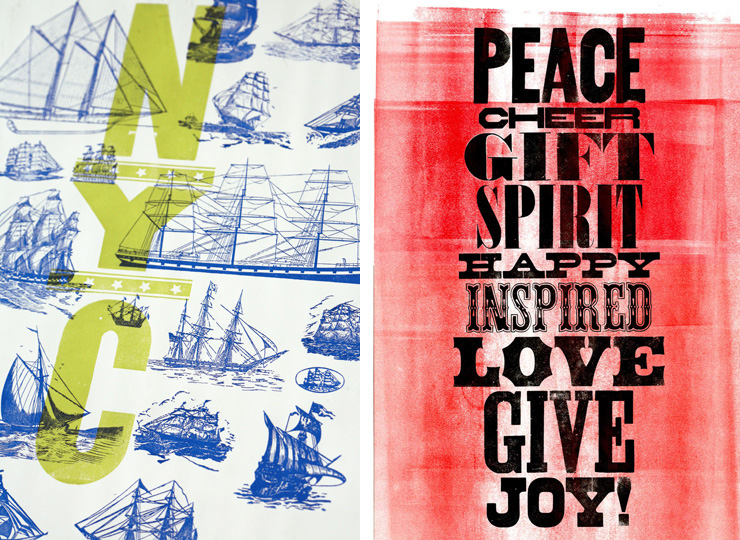 N
Y
C
PEACE
CHEER
GIFT
SPIRIT
HAPPY
INSPIRED
LOVE
GIVE
JOY!